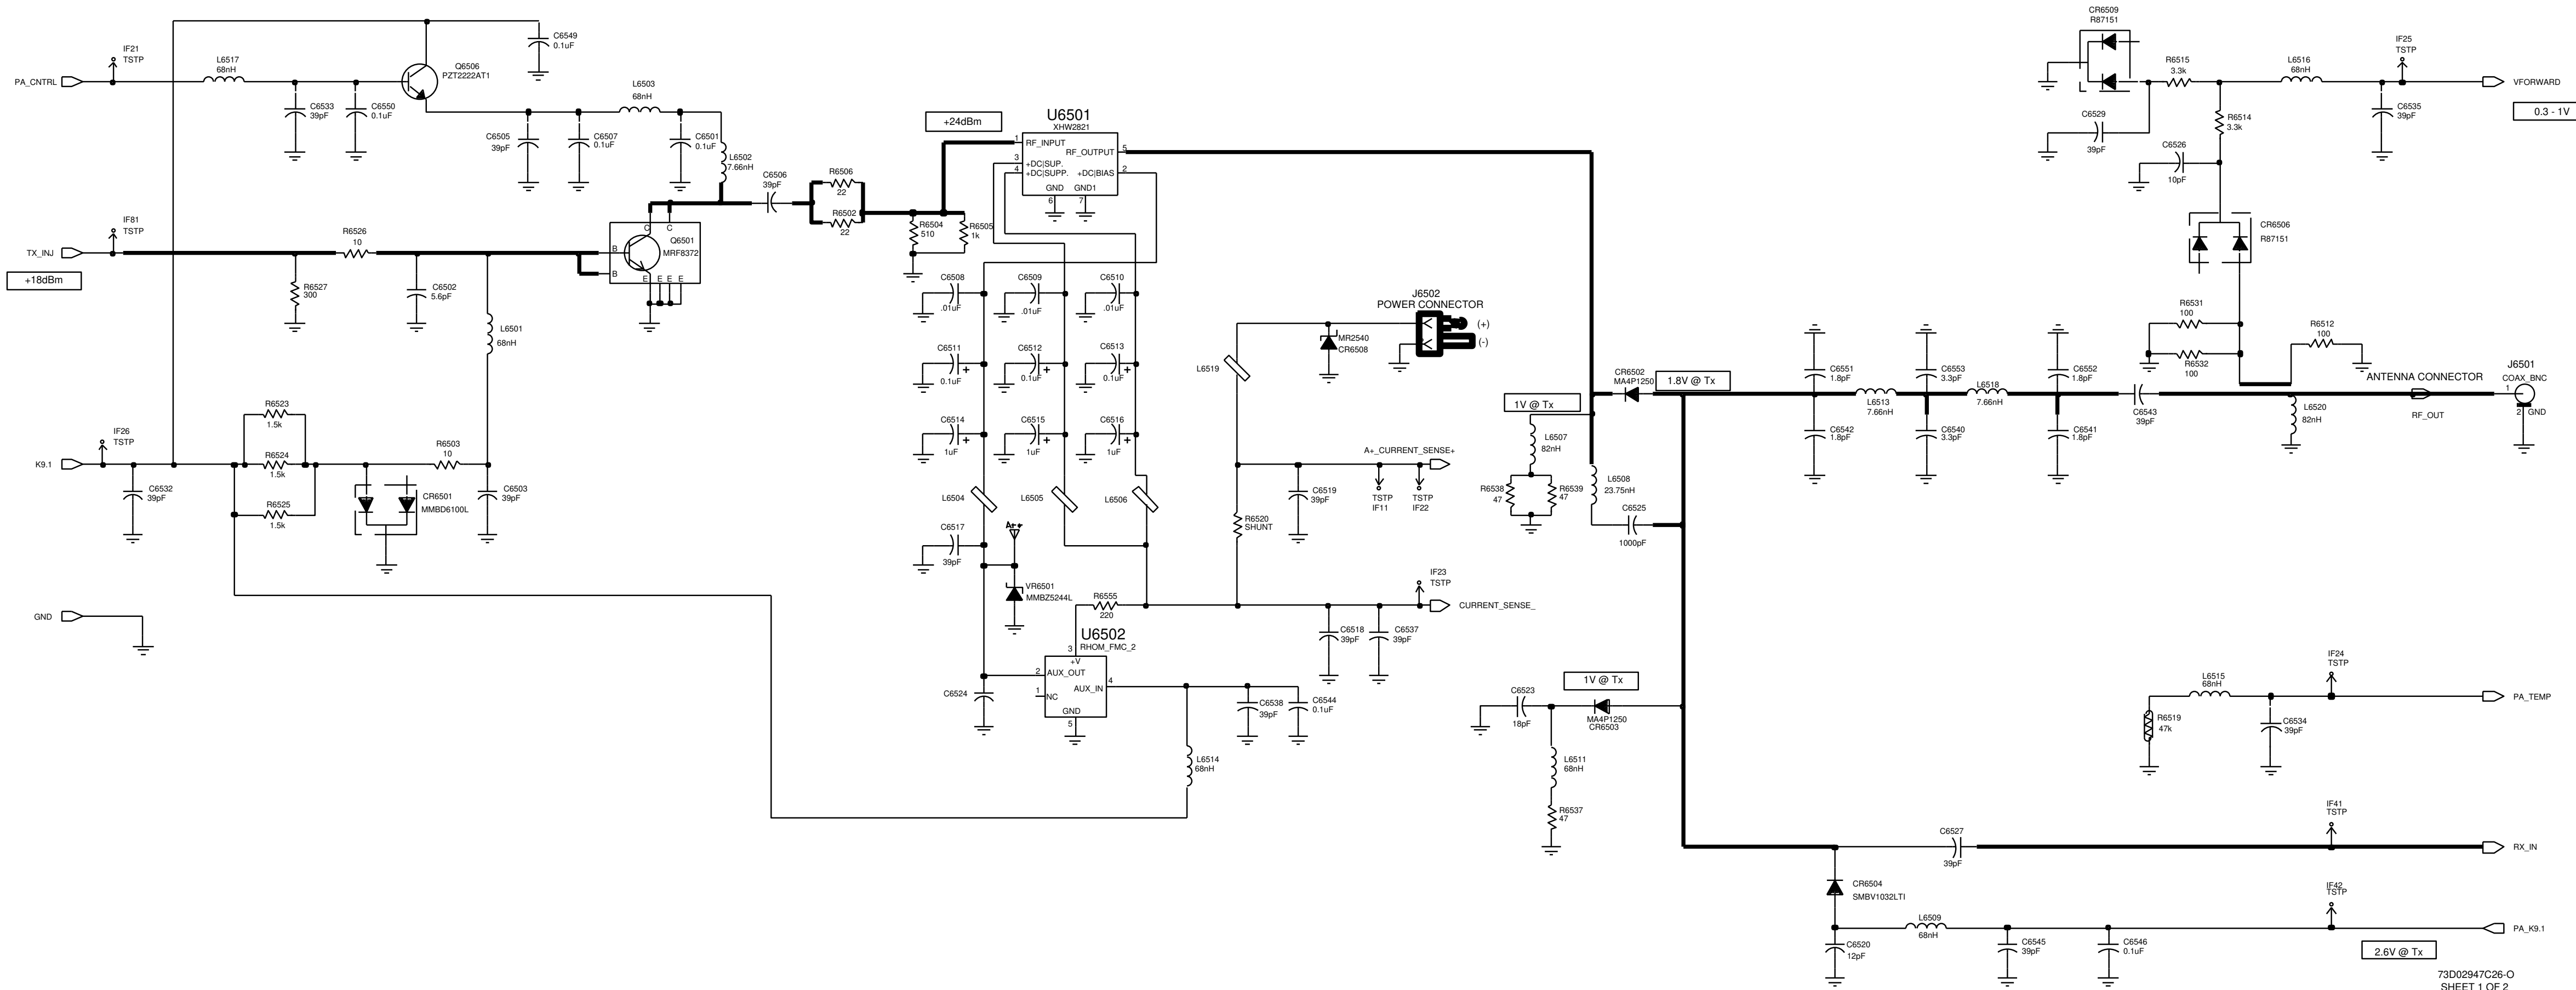 PA_CNTRL
IF21
TSTP
L6517
68nH
C6533
39pF
C6550
0.1uF
Q6506
PZT2222AT1
C6549
0.1uF
L6503
68nH
C6505
39pF
C6507
0.1uF
C6501
0.1uF
L6502
7.66nH
C6506
39pF
R6506
22
R6502
22
+24dBm
U6501
XHW2821
1
RF_INPUT
RF_OUTPUT
5
3
+DC|SUP.
4
+DC|SUPP.
+DC|BIAS
2
GND
GND1
6
7
R6504
510
R6505
1k
TX_INJ
+18dBm
IF81
TSTP
R6526
10
R6527
300
C6502
5.6pF
L6501
68nH
C
C
B
B
Q6501
MRF8372
E
E
E
E
K9.1
IF26
TSTP
C6532
39pF
R6523
1.5k
R6524
1.5k
R6525
1.5k
CR6501
MMBD6100L
R6503
10
C6503
39pF
GND
C6508
.01uF
C6509
.01uF
C6510
.01uF
C6511
0.1uF
+
C6512
0.1uF
+
C6513
0.1uF
+
C6514
1uF
+
C6515
1uF
+
C6516
1uF
+
L6504
L6505
L6506
C6517
39pF
A++
VR6501
MMBZ5244L
R6555
220
U6502
RHOM_FMC_2
3
+V
2
AUX_OUT
1
NC
AUX_IN
4
GND
5
C6524
C6538
39pF
C6544
0.1uF
L6514
68nH
L6519
MR2540
CR6508
J6502
POWER CONNECTOR
(+)
(-)
A+_CURRENT_SENSE+
C6519
39pF
TSTP
IF11
TSTP
IF22
R6520
SHUNT
IF23
TSTP
CURRENT_SENSE_
C6518
39pF
C6537
39pF
1V @ Tx
L6507
82nH
R6538
47
R6539
47
L6508
23.75nH
C6525
1000pF
CR6502
MA4P1250
1.8V @ Tx
1V @ Tx
C6523
18pF
MA4P1250
CR6503
L6511
68nH
R6537
47
C6551
1.8pF
C6542
1.8pF
L6513
7.66nH
C6553
3.3pF
C6540
3.3pF
L6518
7.66nH
C6552
1.8pF
C6541
1.8pF
C6543
39pF
CR6509
R87151
R6515
3.3k
L6516
68nH
IF25
TSTP
VFORWARD
0.3 - 1V
C6529
39pF
R6514
3.3k
C6535
39pF
C6526
10pF
CR6506
R87151
R6531
100
R6532
100
R6512
100
L6520
82nH
ANTENNA CONNECTOR
RF_OUT
J6501
COAX_BNC
1
2
GND
IF24
TSTP
L6515
68nH
R6519
47k
C6534
39pF
PA_TEMP
IF41
TSTP
C6527
39pF
RX_IN
CR6504
SMBV1032LTI
IF42
TSTP
L6509
68nH
C6520
12pF
C6545
39pF
C6546
0.1uF
PA_K9.1
2.6V @ Tx
73D02947C26-O
SHEET 1 OF 2